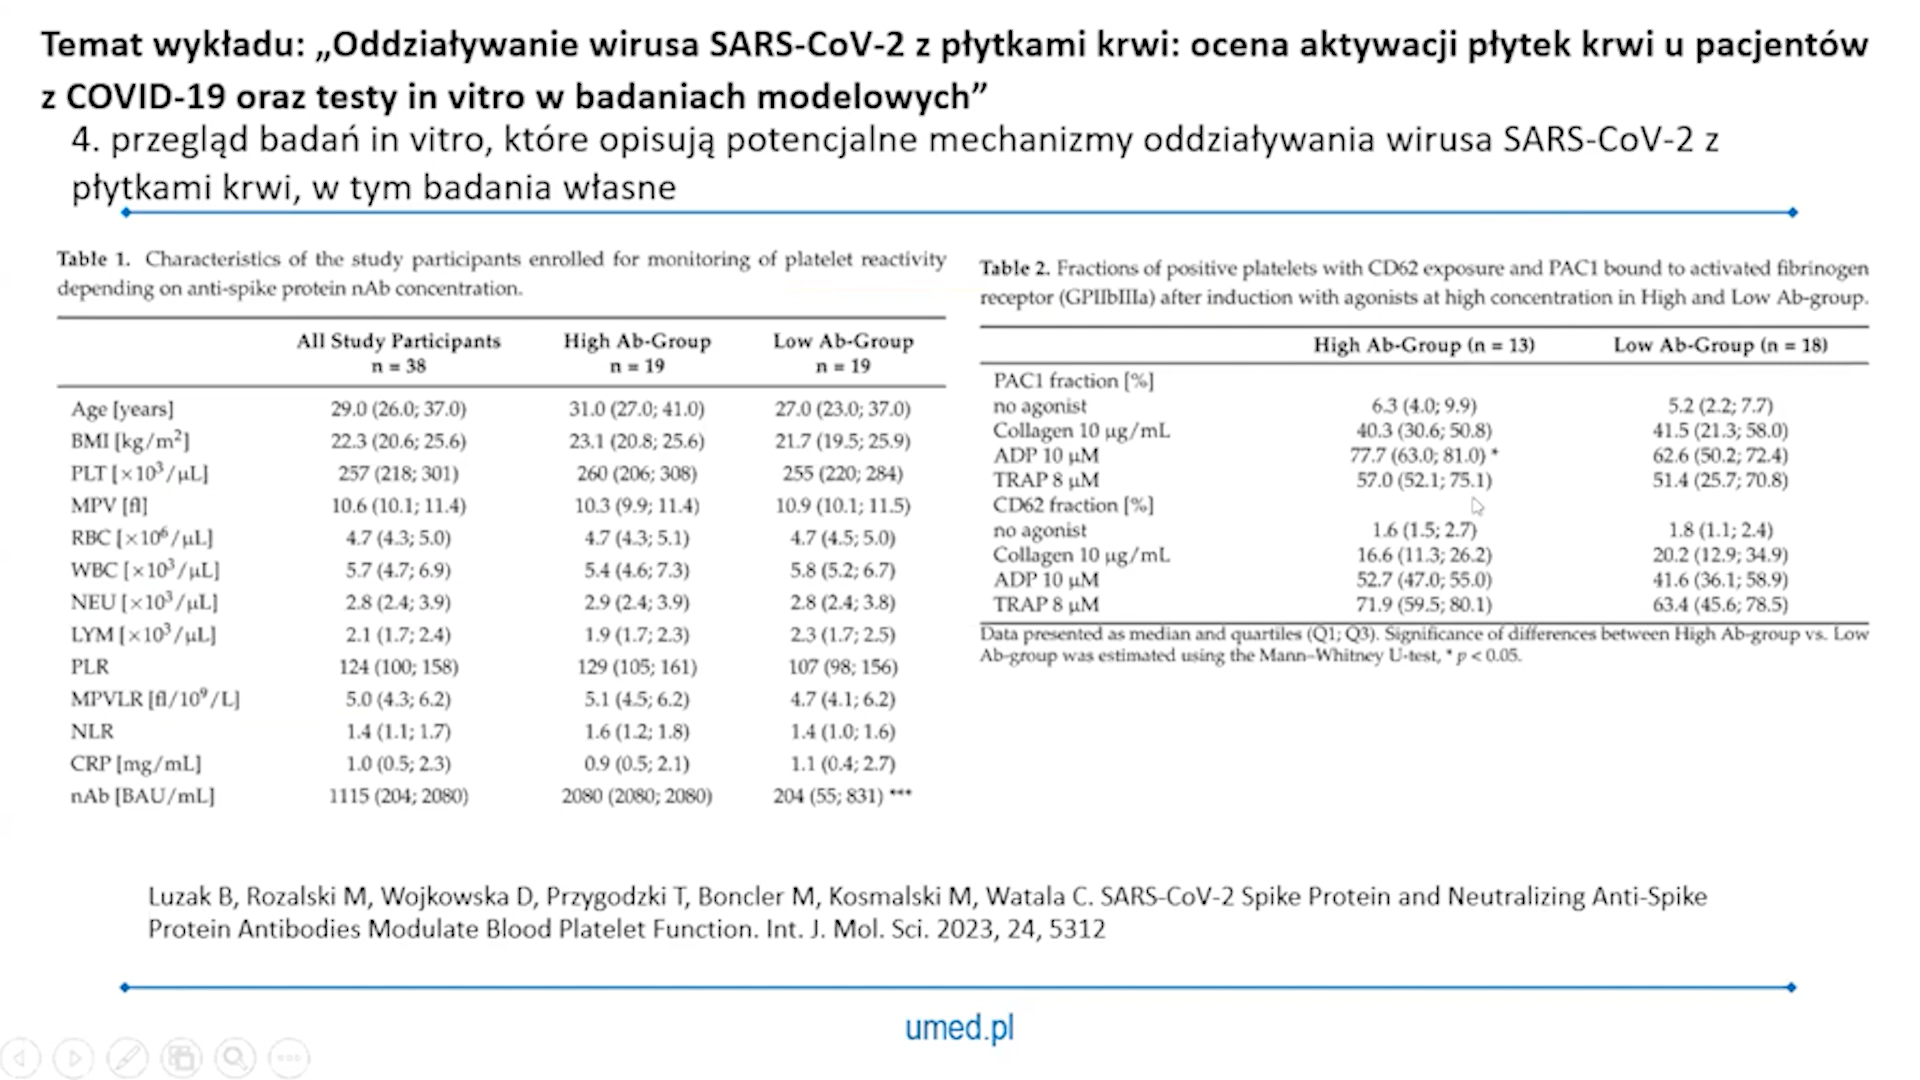 Temat wykładu: „Oddziaływanie wirusa SARS-CoV-2 z płytkami krwi: ocena aktywacji płytek krwi u pacjentów
z COVID-19 oraz testy in vitro w badaniach modelowych”
4. przegląd badań in vitro, które opisują potencjalne mechanizmy oddziaływania wirusa SARS-CoV-2 z
płytkami krwi, w tym badania własne
Table 1. Characteristics of the study participants enrolled for monitoring of platelet reactivity
depending on anti-spike protein nAb concentration.
All Study Participants High Ab-Group Low Ab-Group
n = 38 n = 19 n = 19
Age [years] 29.0 (26.0; 37.0) 31.0 (27.0; 41.0) 27.0 (23.0; 37.0)
BMI [kg/m²] 22.3 (20.6; 25.6) 23.1 (20.8; 25.6) 21.7 (19.5; 25.9)
PLT [×10³/µL] 257 (218; 301) 260 (206; 308) 255 (220; 284)
MPV [fl] 10.6 (10.1; 11.4) 10.3 (9.9; 11.4) 10.9 (10.1; 11.5)
RBC [×10⁶/µL] 4.7 (4.3; 5.0) 4.7 (4.3; 5.1) 4.7 (4.5; 5.0)
WBC [×10³/µL] 5.7 (4.7; 6.9) 5.4 (4.6; 7.3) 5.8 (5.2; 6.7)
NEU [×10³/µL] 2.8 (2.4; 3.9) 2.9 (2.4; 3.9) 2.8 (2.4; 3.8)
LYM [×10³/µL] 2.1 (1.7; 2.4) 1.9 (1.7; 2.3) 2.3 (1.7; 2.5)
PLR 124 (100; 158) 129 (105; 161) 107 (98; 156)
MPVLR [fl/10⁹/L] 5.0 (4.3; 6.2) 5.1 (4.5; 6.2) 4.7 (4.1; 6.2)
NLR 1.4 (1.1; 1.7) 1.6 (1.2; 1.8) 1.4 (1.0; 1.6)
CRP [mg/mL] 1.0 (0.5; 2.3) 0.9 (0.5; 2.1) 1.1 (0.4; 2.7)
nAb [BAU/mL] 1115 (204; 2080) 2080 (2080; 2080) 204 (55; 831) ***
Table 2. Fractions of positive platelets with CD62 exposure and PAC1 bound to activated fibrinogen
receptor (GPIIbIIIa) after induction with agonists at high concentration in High and Low Ab-group.
High Ab-Group (n = 13) Low Ab-Group (n = 18)
PAC1 fraction [%]
no agonist 6.3 (4.0; 9.9) 5.2 (2.2; 7.7)
Collagen 10 µg/mL 40.3 (30.6; 50.8) 41.5 (21.3; 58.0)
ADP 10 µM 77.7 (63.0; 81.0) * 62.6 (50.2; 72.4)
TRAP 8 µM 57.0 (52.1; 75.1) 51.4 (25.7; 70.8)
CD62 fraction [%]
no agonist 1.6 (1.5; 2.7) 1.8 (1.1; 2.4)
Collagen 10 µg/mL 16.6 (11.3; 26.2) 20.2 (12.9; 34.9)
ADP 10 µM 52.7 (47.0; 55.0) 41.6 (36.1; 58.9)
TRAP 8 µM 71.9 (59.5; 80.1) 63.4 (45.6; 78.5)
Data presented as median and quartiles (Q1; Q3). Significance of differences between High Ab-group vs. Low
Ab-group was estimated using the Mann–Whitney U-test, * p < 0.05.
Luzak B, Rozalski M, Wojkowska D, Przygodzki T, Boncler M, Kosmalski M, Watala C. SARS-CoV-2 Spike Protein and Neutralizing Anti-Spike
Protein Antibodies Modulate Blood Platelet Function. Int. J. Mol. Sci. 2023, 24, 5312
umed.pl